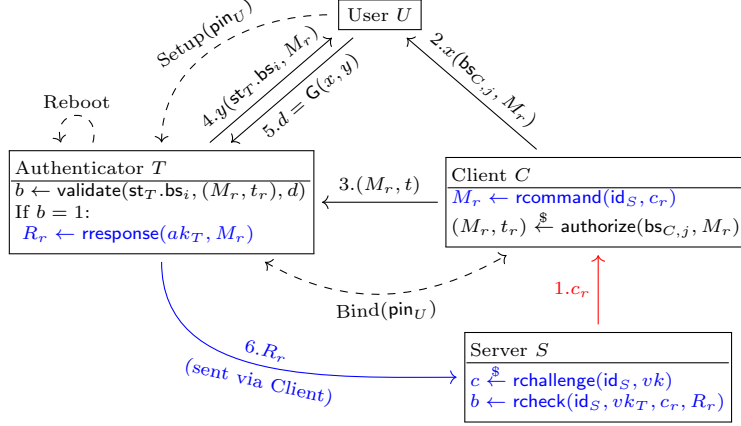 User U
Setup(pin_U)
4.y(st_T.bs_i, M_r)
5.d = G(x, y)
2.x(bs_{C,j}, M_r)
Reboot
Authenticator T
b ← validate(st_T.bs_i, (M_r, t_r), d)
If b = 1:
R_r ← rresponse(ak_T, M_r)
3.(M_r, t)
Client C
M_r ← rcommand(id_S, c_r)
(M_r, t_r) $← authorize(bs_{C,j}, M_r)
Bind(pin_U)
1.c_r
6.R_r
(sent via Client)
Server S
c $← rchallenge(id_S, vk)
b ← rcheck(id_S, vk_T, c_r, R_r)